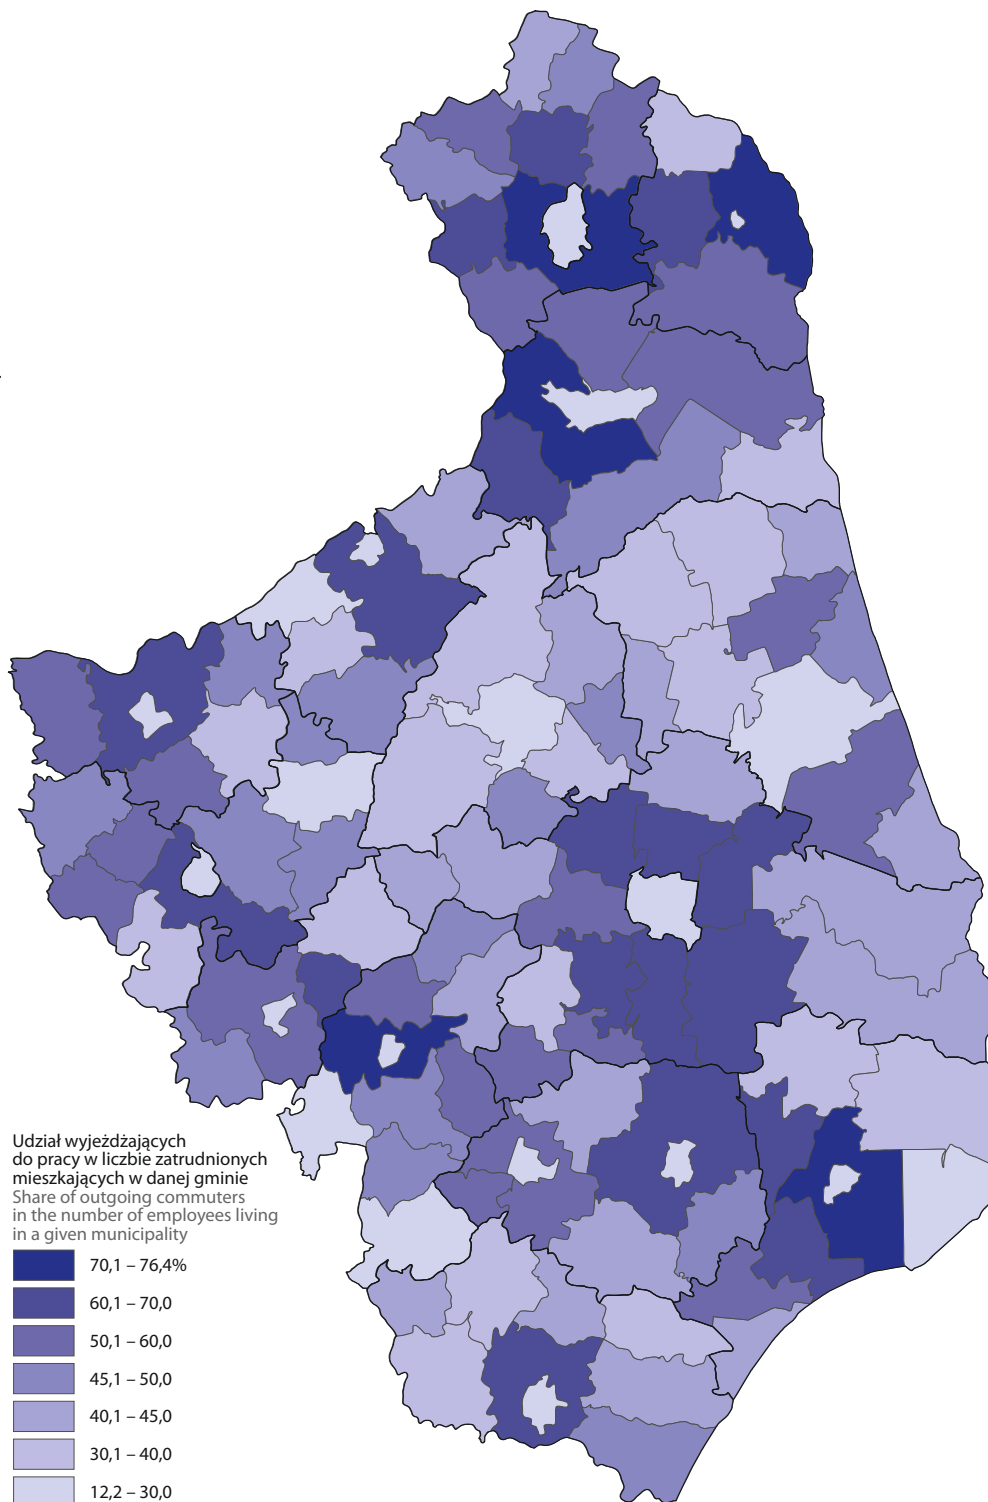 Udział wyjeżdżających
do pracy w liczbie zatrudnionych
mieszkających w danej gminie
Share of outgoing commuters
in the number of employees living
in a given municipality
70,1 – 76,4%
60,1 – 70,0
50,1 – 60,0
45,1 – 50,0
40,1 – 45,0
30,1 – 40,0
12,2 – 30,0